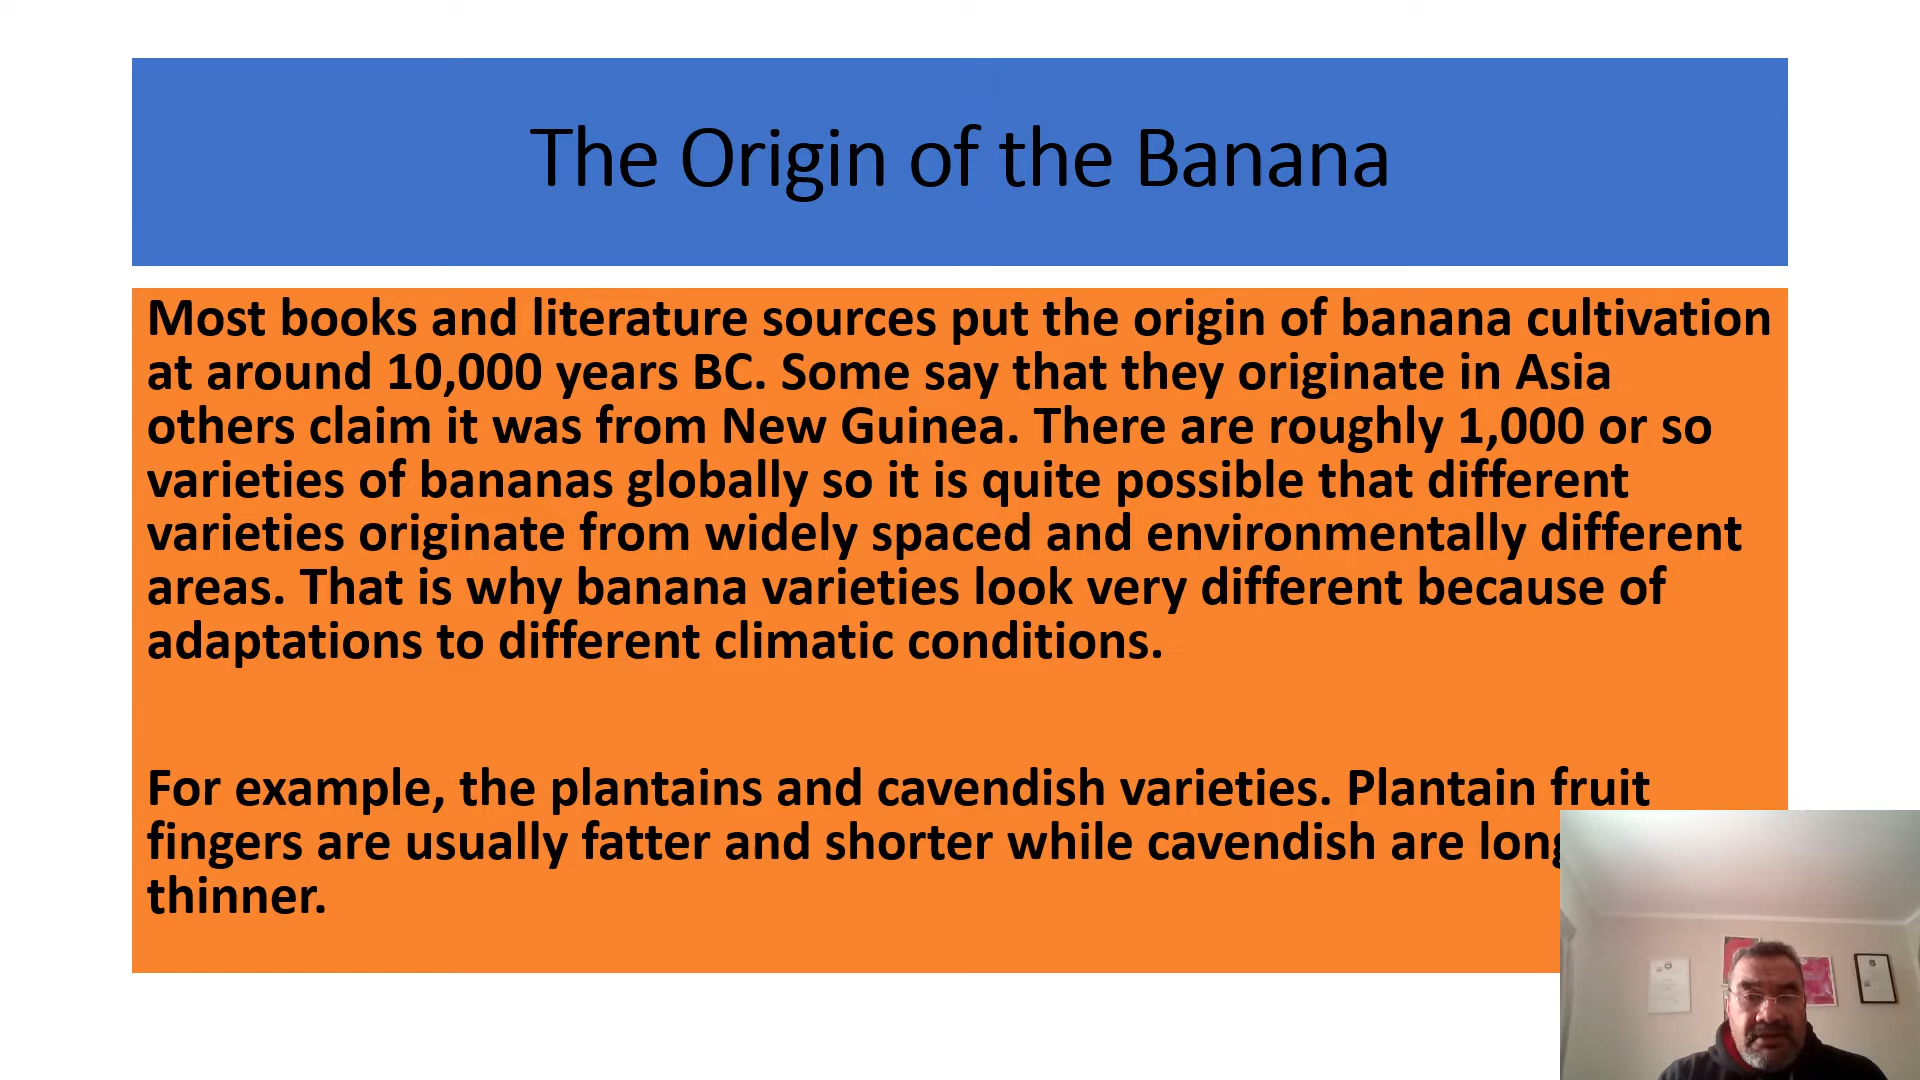 The Origin of the Banana
Most books and literature sources put the origin of banana cultivation
at around 10,000 years BC. Some say that they originate in Asia
others claim it was from New Guinea. There are roughly 1,000 or so
varieties of bananas globally so it is quite possible that different
varieties originate from widely spaced and environmentally different
areas. That is why banana varieties look very different because of
adaptations to different climatic conditions.
For example, the plantains and cavendish varieties. Plantain fruit
fingers are usually fatter and shorter while cavendish are
thinner.